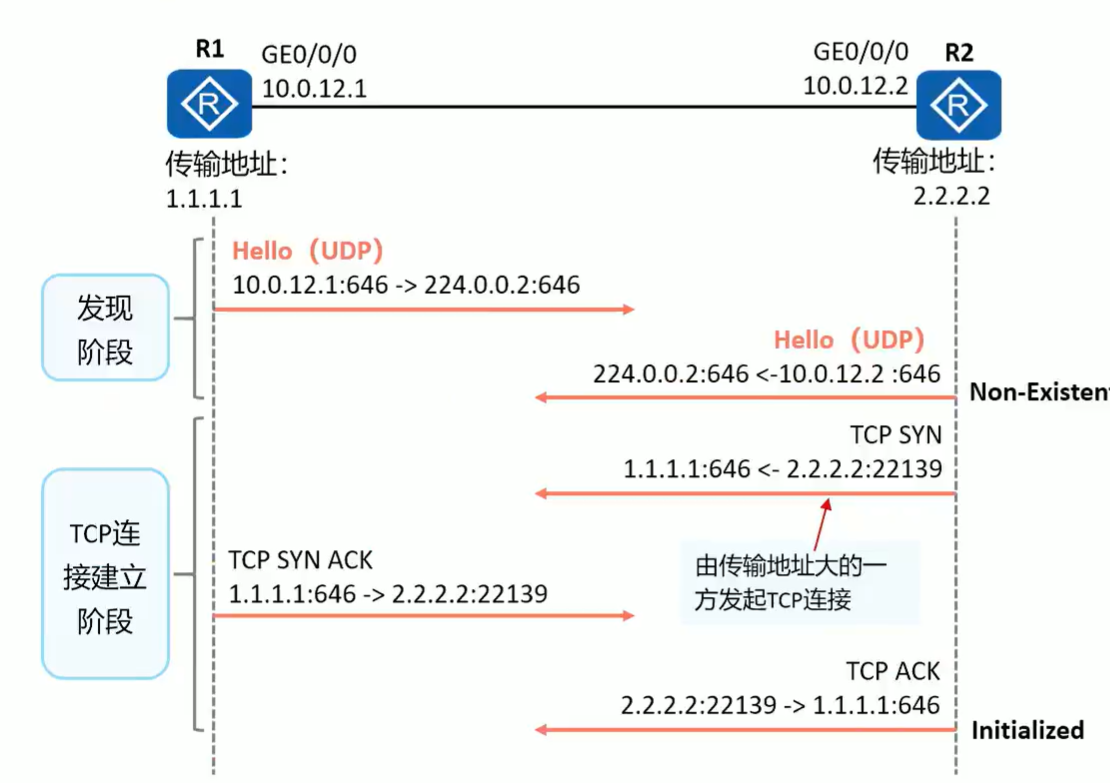 R1
GE0/0/0
10.0.12.1
GE0/0/0
10.0.12.2
R2
R
R
传输地址：
1.1.1.1
传输地址：
2.2.2.2
发现
阶段
Hello（UDP）
10.0.12.1:646 -> 224.0.0.2:646
Hello（UDP）
224.0.0.2:646 <-10.0.12.2 :646
Non-Existent
TCP连
接建立
阶段
TCP SYN
1.1.1.1:646 <- 2.2.2.2:22139
由传输地址大的一
方发起TCP连接
TCP SYN ACK
1.1.1.1:646 -> 2.2.2.2:22139
TCP ACK
2.2.2.2:22139 -> 1.1.1.1:646
Initialized